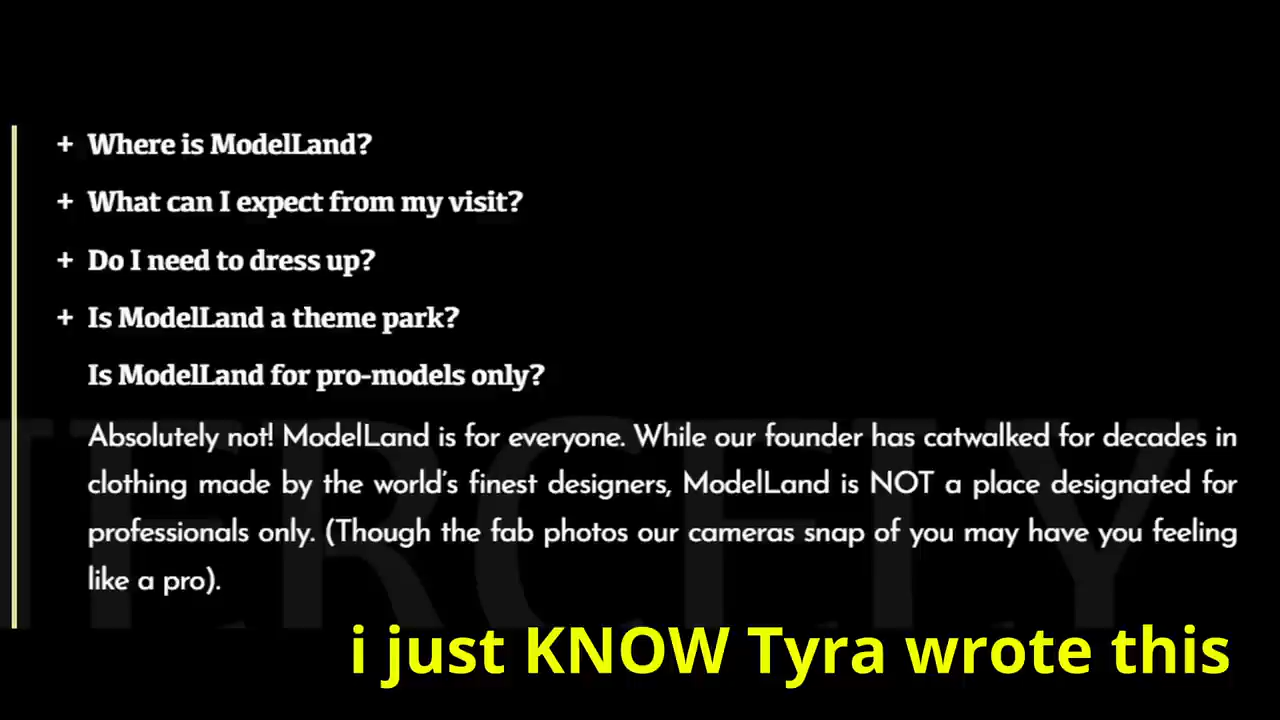 + Where is ModelLand?
+ What can I expect from my visit?
+ Do I need to dress up?
+ Is ModelLand a theme park?
Is ModelLand for pro-models only?
Absolutely not! ModelLand is for everyone. While our founder has catwalked for decades in
clothing made by the world's finest designers, ModelLand is NOT a place designated for
professionals only. (Though the fab photos our cameras snap of you may have you feeling
like a pro).
i just KNOW Tyra wrote this